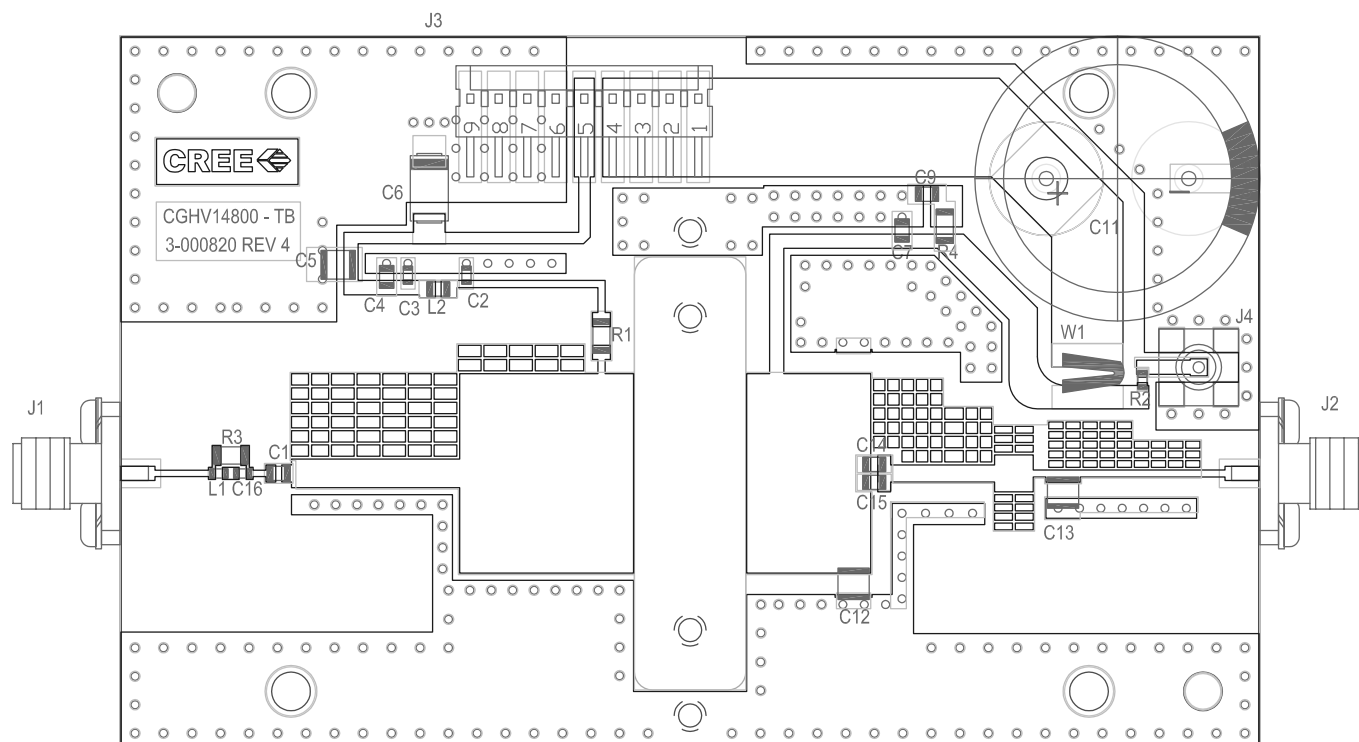 J3
9 8 7 6 5 4 3 2 1
CREE
C6
C9
CGHV14800 - TB
3-000820 REV 4
C11
C7
R4
C5
C4
C3
L2
C2
R1
W1
J4
R2
J1
J2
R3
C1
L1
C16
C14
C15
C13
C12